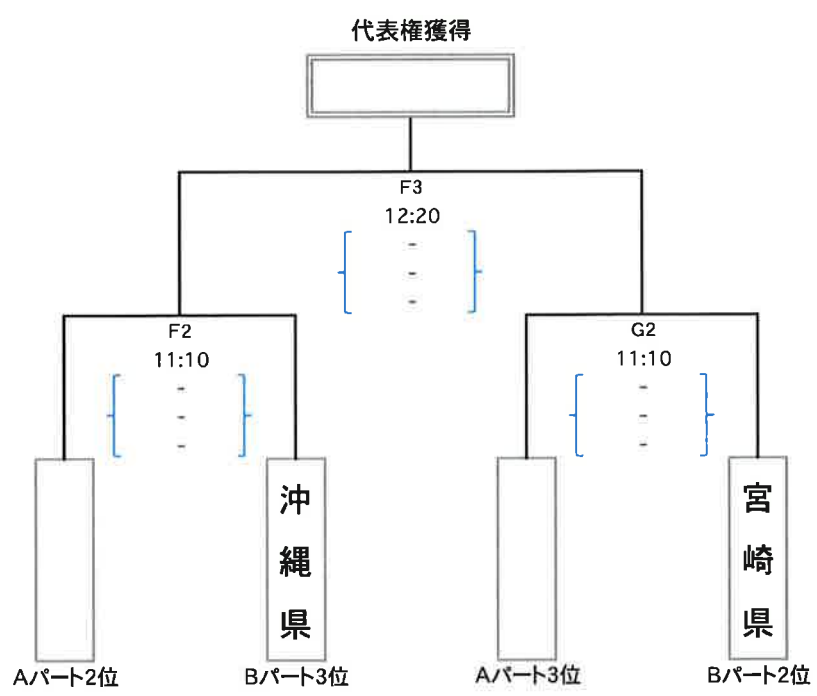 代表権獲得
F3
12:20
-
-
-
F2
11:10
-
-
-
G2
11:10
-
-
-
沖縄県
宮崎県
Aパート2位
Bパート3位
Aパート3位
Bパート2位